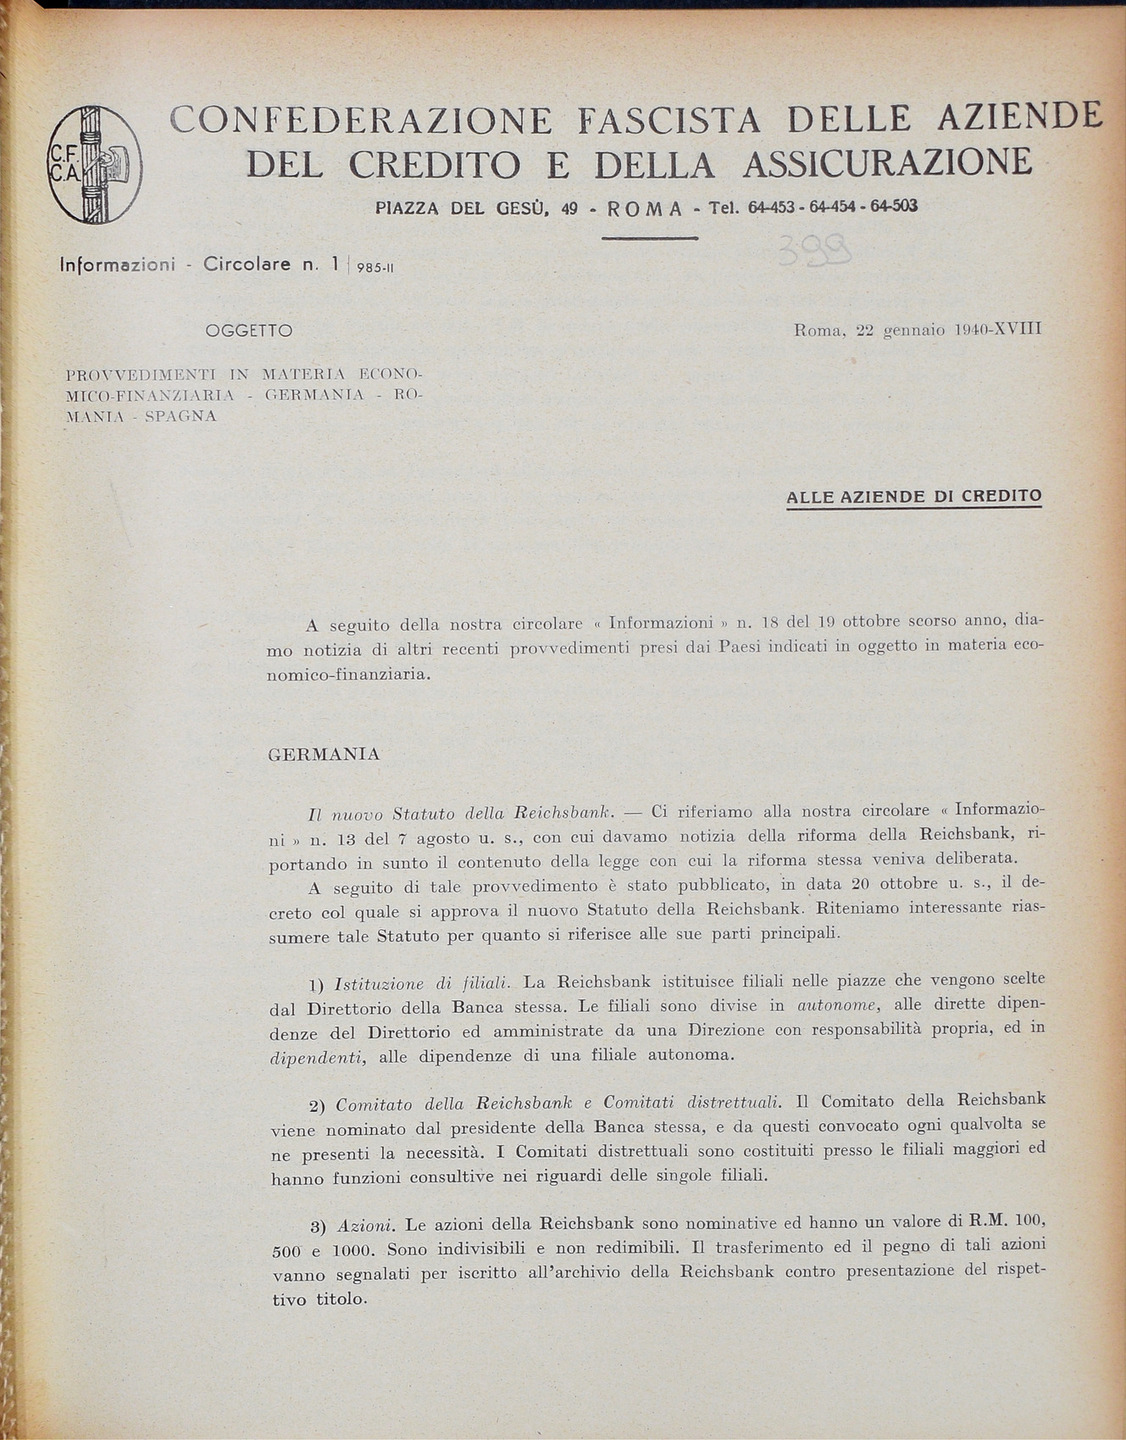 CONFEDERAZIONE FASCISTA DELLE AZIENDE
DEL CREDITO E DELLA ASSICURAZIONE
C.F.
C.A.
PIAZZA DEL GESÙ, 49 - ROMA - Tel. 64-453 - 64-454 - 64-503
399
Informazioni - Circolare n. 1 | 985-II
OGGETTO
Roma, 22 gennaio 1940-XVIII
PROVVEDIMENTI IN MATERIA ECONO-
MICO-FINANZIARIA - GERMANIA - RO-
MANIA - SPAGNA
ALLE AZIENDE DI CREDITO
A seguito della nostra circolare « Informazioni » n. 18 del 19 ottobre scorso anno, dia-
mo notizia di altri recenti provvedimenti presi dai Paesi indicati in oggetto in materia eco-
nomico-finanziaria.
GERMANIA
Il nuovo Statuto della Reichsbank. — Ci riferiamo alla nostra circolare « Informazio-
ni » n. 13 del 7 agosto u. s., con cui davamo notizia della riforma della Reichsbank, ri-
portando in sunto il contenuto della legge con cui la riforma stessa veniva deliberata.
A seguito di tale provvedimento è stato pubblicato, in data 20 ottobre u. s., il de-
creto col quale si approva il nuovo Statuto della Reichsbank. Riteniamo interessante rias-
sumere tale Statuto per quanto si riferisce alle sue parti principali.
1) Istituzione di filiali. La Reichsbank istituisce filiali nelle piazze che vengono scelte
dal Direttorio della Banca stessa. Le filiali sono divise in autonome, alle dirette dipen-
denze del Direttorio ed amministrate da una Direzione con responsabilità propria, ed in
dipendenti, alle dipendenze di una filiale autonoma.
2) Comitato della Reichsbank e Comitati distrettuali. Il Comitato della Reichsbank
viene nominato dal presidente della Banca stessa, e da questi convocato ogni qualvolta se
ne presenti la necessità. I Comitati distrettuali sono costituiti presso le filiali maggiori ed
hanno funzioni consultive nei riguardi delle singole filiali.
3) Azioni. Le azioni della Reichsbank sono nominative ed hanno un valore di R.M. 100,
500 e 1000. Sono indivisibili e non redimibili. Il trasferimento ed il pegno di tali azioni
vanno segnalati per iscritto all'archivio della Reichsbank contro presentazione del rispet-
tivo titolo.